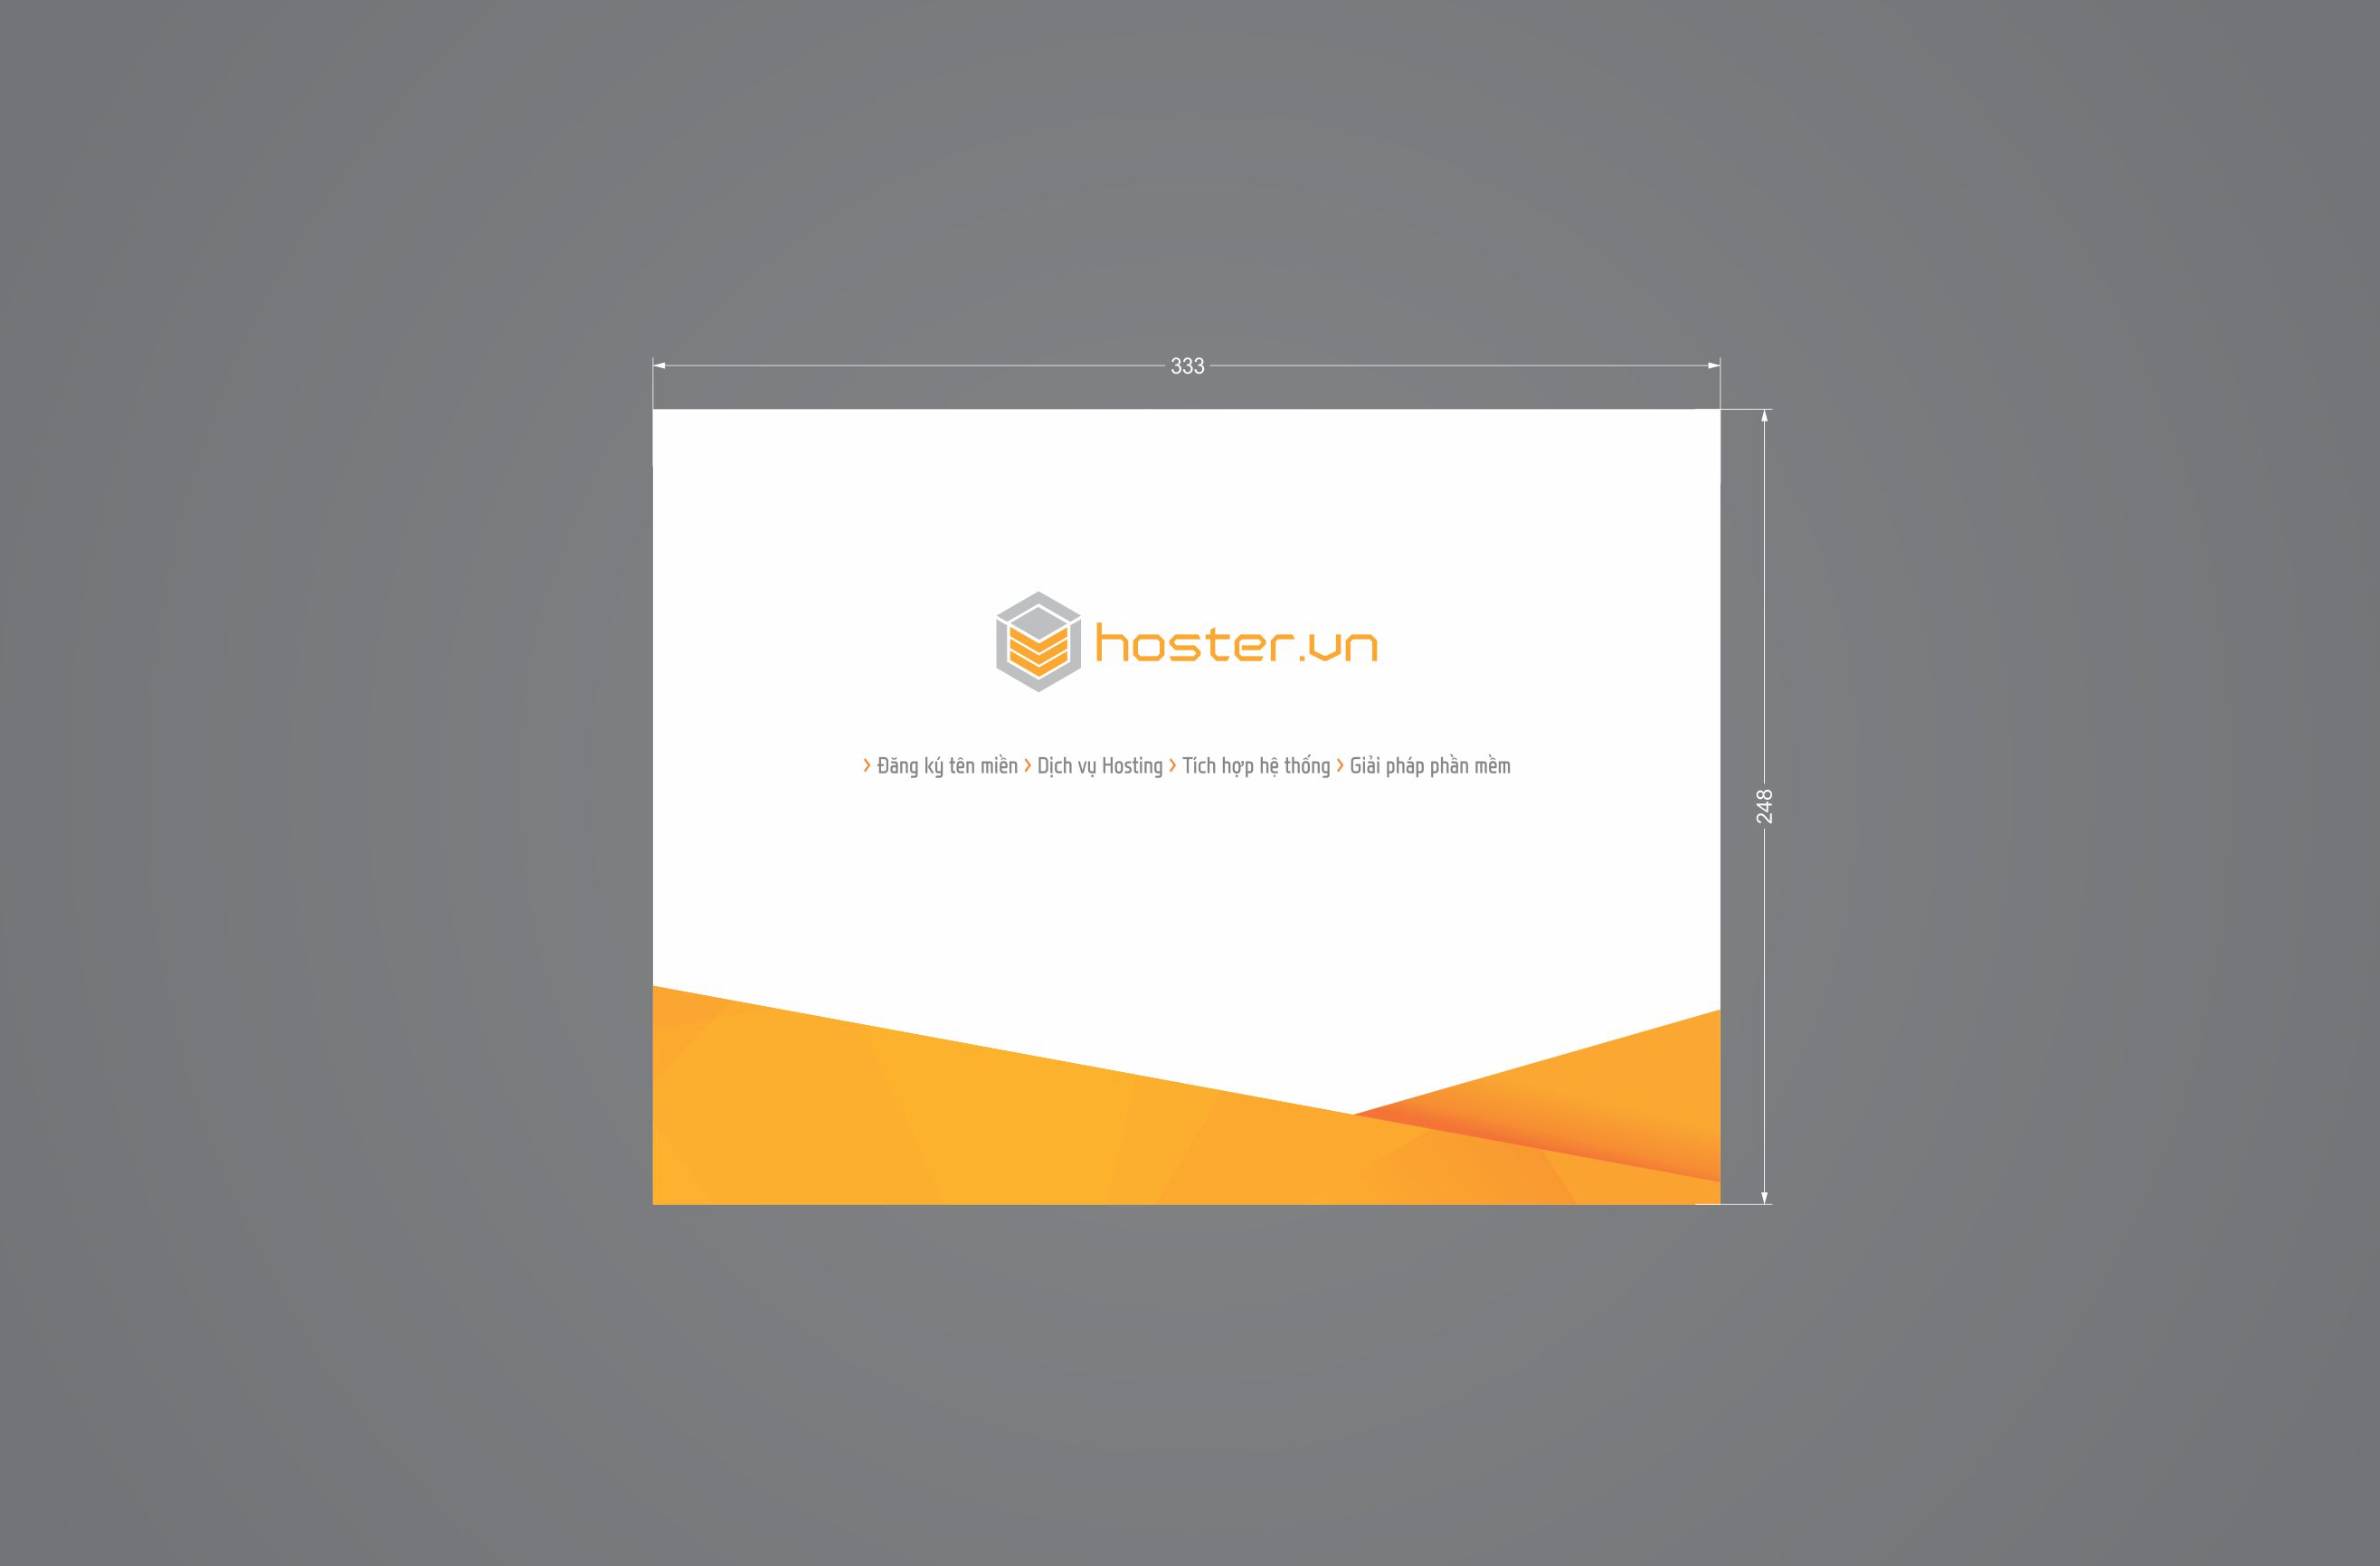 333
hoster.vn
› Đăng ký tên miền › Dịch vụ Hosting › Tích hợp hệ thống › Giải pháp phần mềm
248